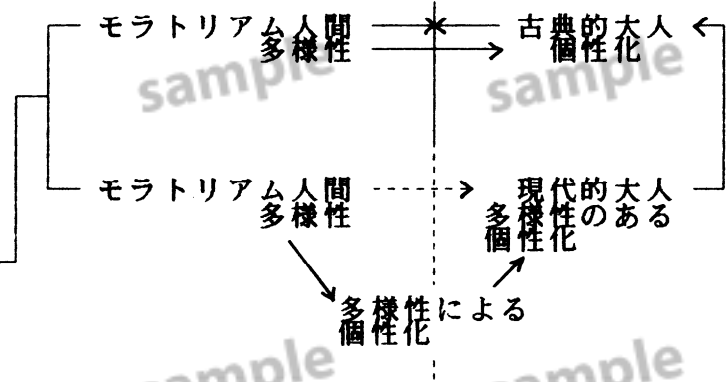 モラトリアム人間
多様性
古典的大人
個性化
sample
sample
モラトリアム人間
多様性
現代的大人
多様性のある
個性化
多様性による
個性化
sample
sample